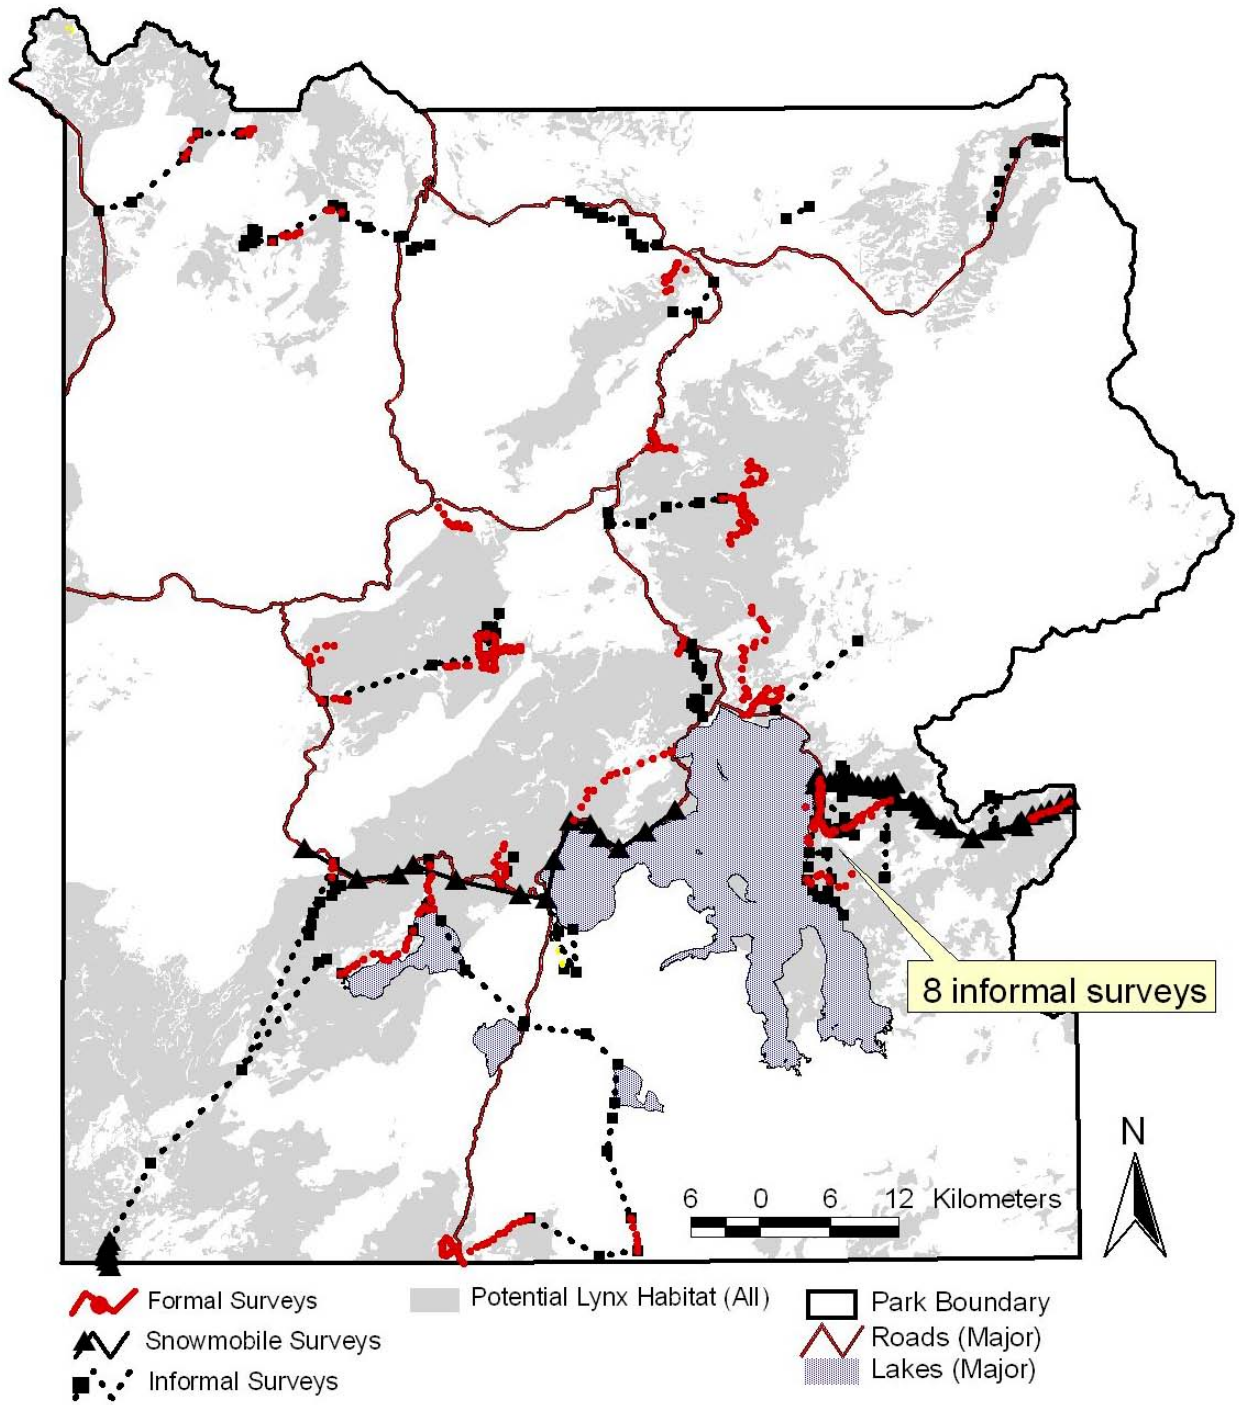 8 informal surveys
N
6 0 6 12 Kilometers
Formal Surveys
Potential Lynx Habitat (All)
Park Boundary
Snowmobile Surveys
Roads (Major)
Informal Surveys
Lakes (Major)